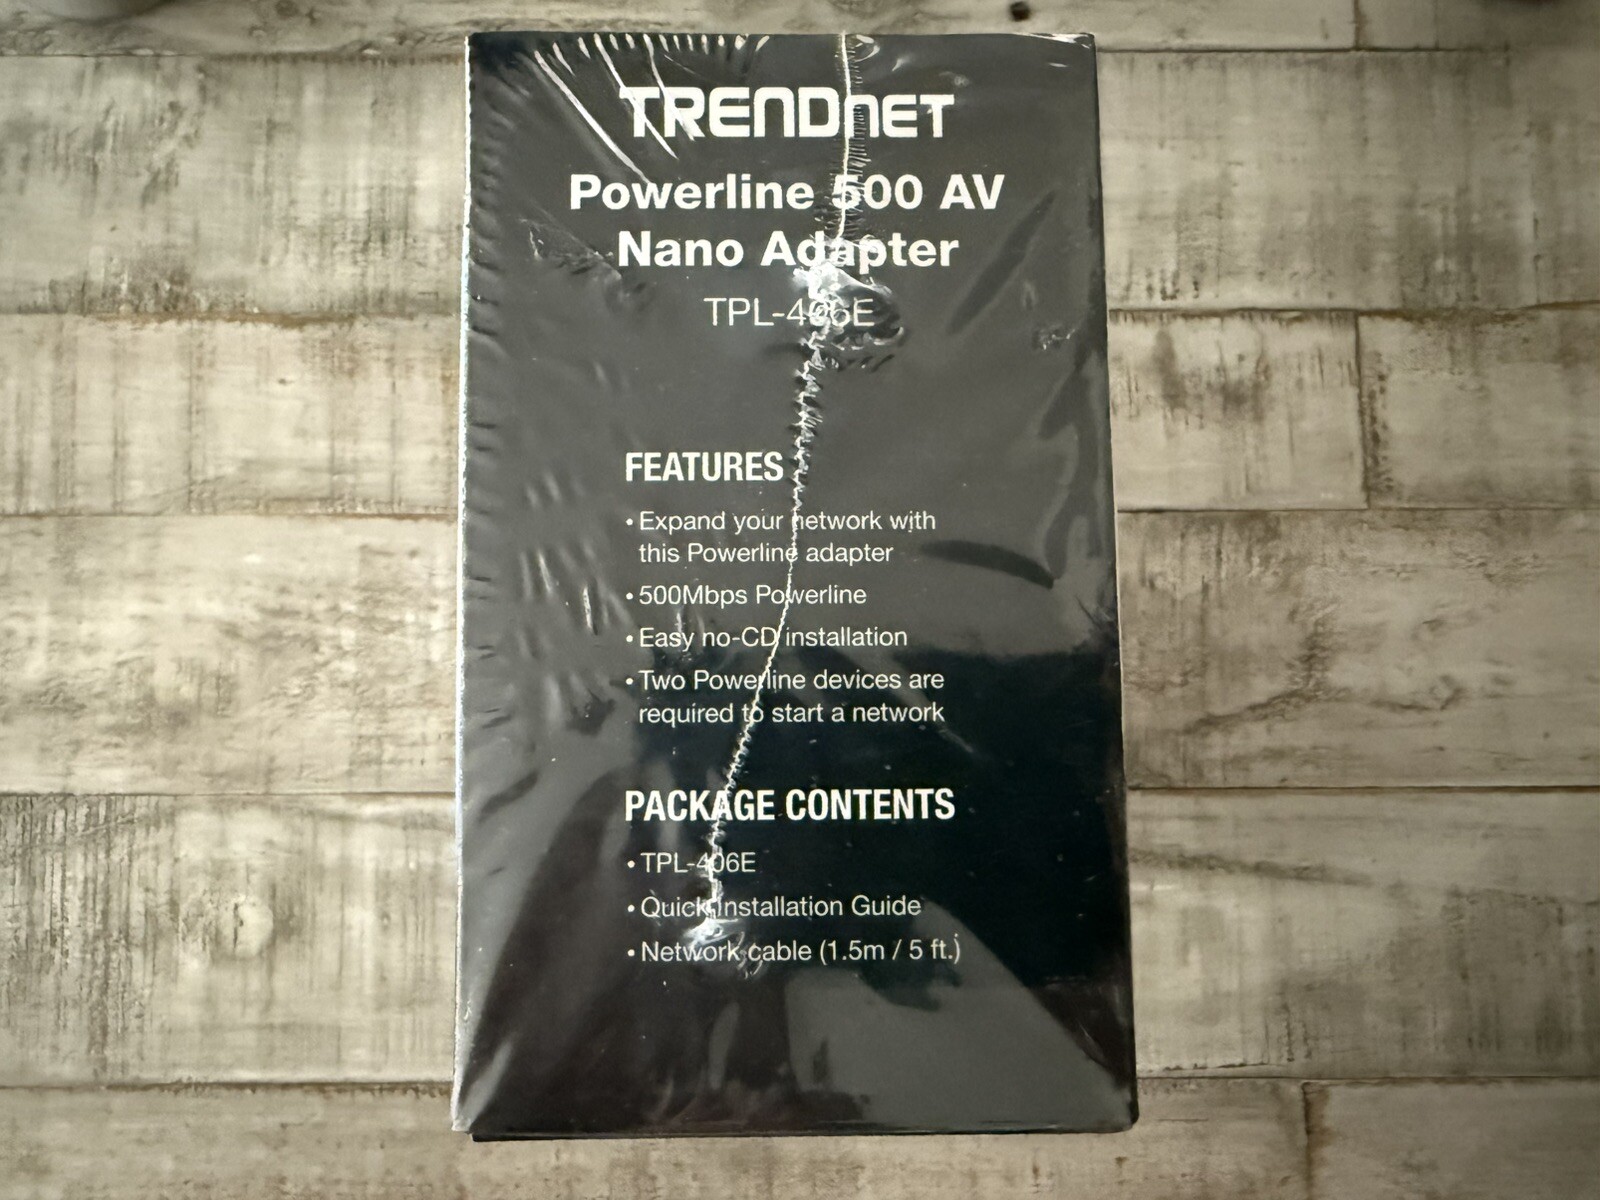 TRENDNET
Powerline 500 AV
Nano Adapter
TPL-406E
FEATURES
• Expand your network with
this Powerline adapter
• 500Mbps Powerline
• Easy no-CD installation
• Two Powerline devices are
required to start a network
PACKAGE CONTENTS
• TPL-406E
• Quick Installation Guide
• Network cable (1.5m / 5 ft.)